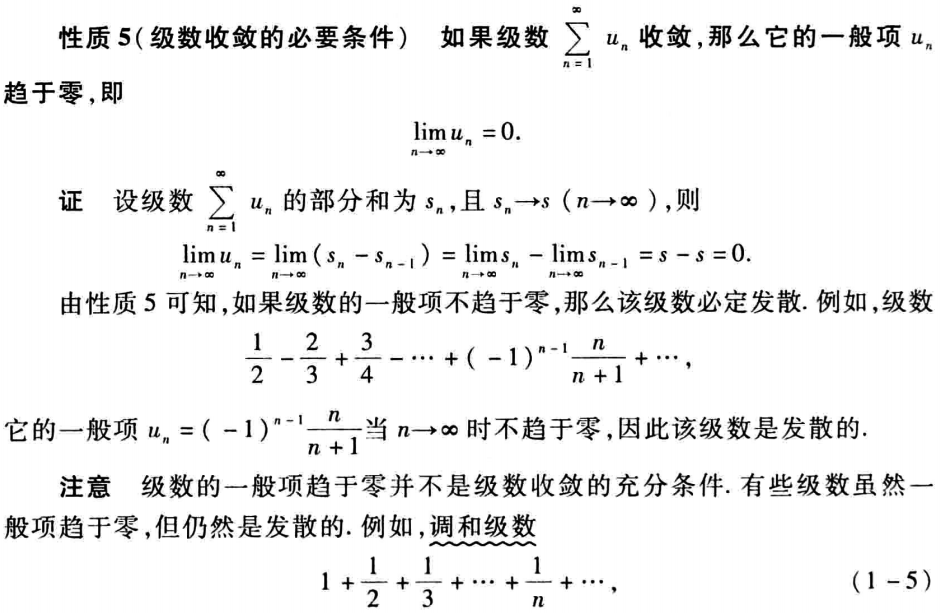 性质 5(级数收敛的必要条件) 如果级数 $\sum_{n=1}^{\infty} u_n$ 收敛,那么它的一般项 $u_n$
趋于零,即
$\lim_{n\to\infty} u_n = 0.$
证 设级数 $\sum_{n=1}^{\infty} u_n$ 的部分和为 $s_n$,且 $s_n \to s$ ($n \to \infty$),则
$\lim_{n\to\infty} u_n = \lim_{n\to\infty} (s_n - s_{n-1}) = \lim_{n\to\infty} s_n - \lim_{n\to\infty} s_{n-1} = s - s = 0.$
由性质 5 可知,如果级数的一般项不趋于零,那么该级数必定发散. 例如,级数
$\frac{1}{2} - \frac{2}{3} + \frac{3}{4} - \cdots + (-1)^{n-1} \frac{n}{n+1} + \cdots,$
它的一般项 $u_n = (-1)^{n-1} \frac{n}{n+1}$ 当 $n \to \infty$ 时不趋于零,因此该级数是发散的.
注意 级数的一般项趋于零并不是级数收敛的充分条件. 有些级数虽然一
般项趋于零,但仍然是发散的. 例如,调和级数
$1 + \frac{1}{2} + \frac{1}{3} + \cdots + \frac{1}{n} + \cdots,$ (1-5)